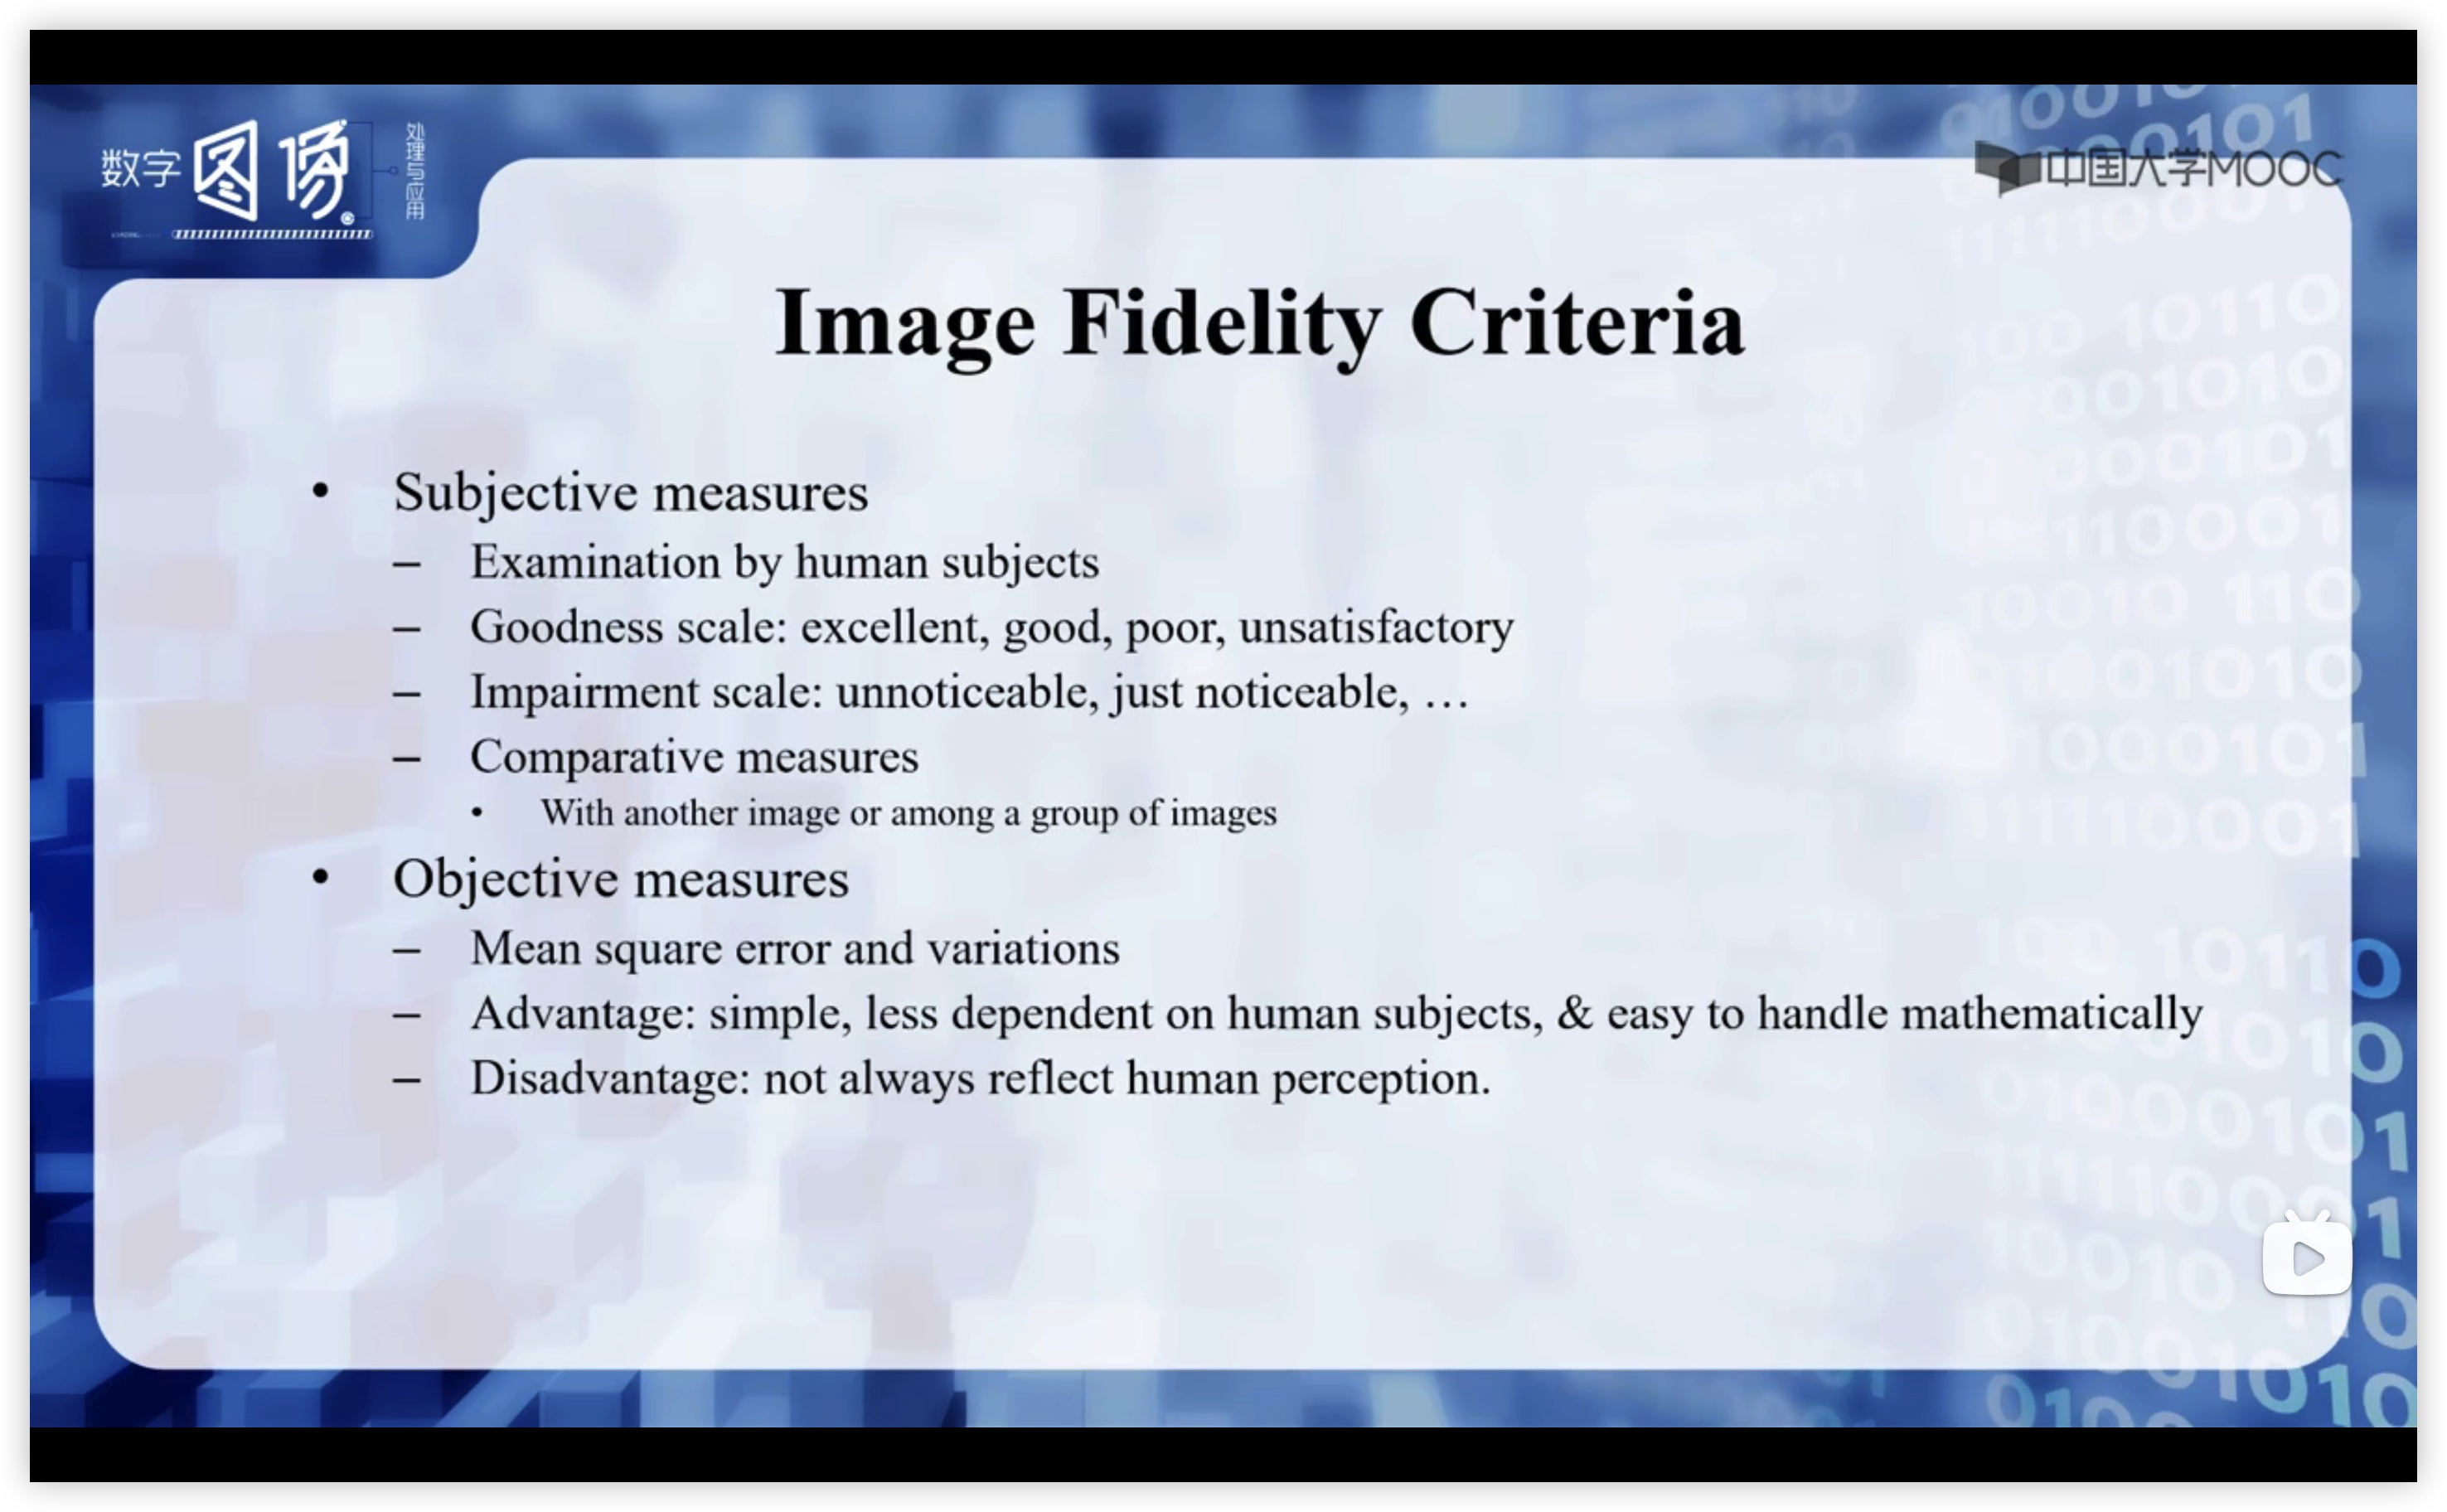 数字 图像 处理与应用
中国大学MOOC
Image Fidelity Criteria
• Subjective measures
– Examination by human subjects
– Goodness scale: excellent, good, poor, unsatisfactory
– Impairment scale: unnoticeable, just noticeable, …
– Comparative measures
• With another image or among a group of images
• Objective measures
– Mean square error and variations
– Advantage: simple, less dependent on human subjects, & easy to handle mathematically
– Disadvantage: not always reflect human perception.